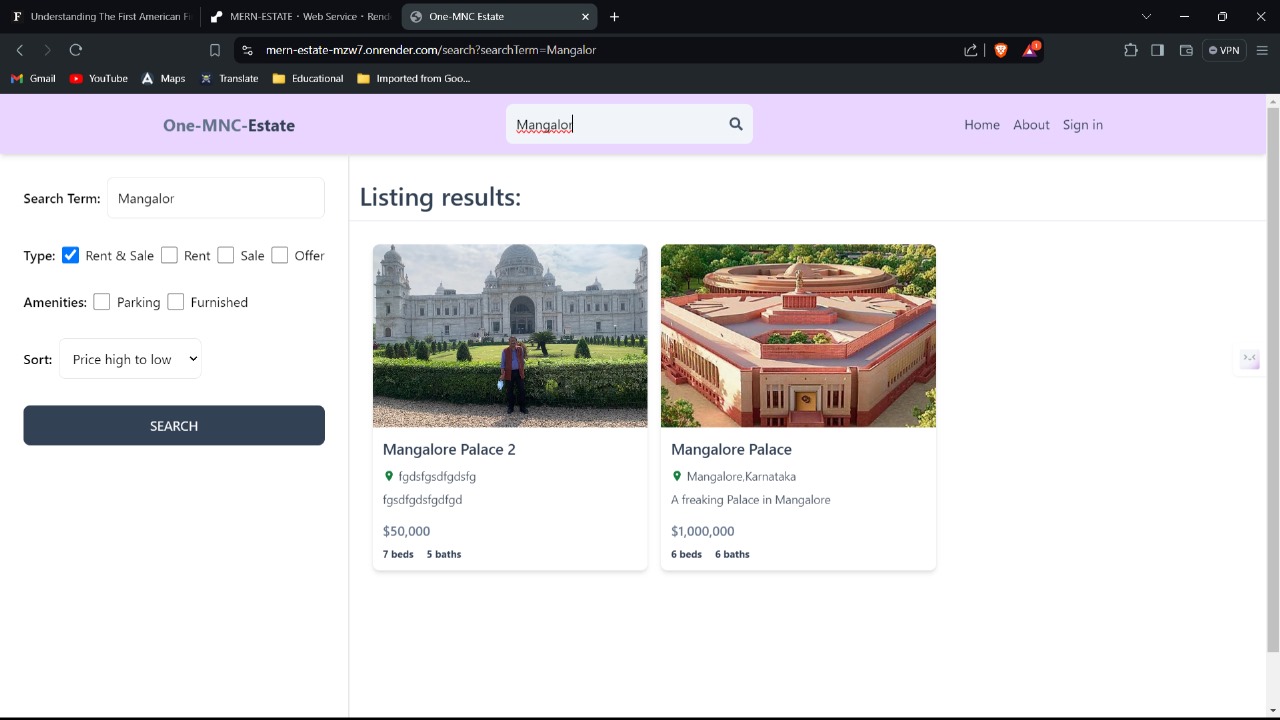 Understanding The First American Fi
MERN-ESTATE · Web Service · Rend
One-MNC Estate
mern-estate-mzw7.onrender.com/search?searchTerm=Mangalor
1
VPN
Gmail
YouTube
Maps
Translate
Educational
Imported from Goo...
One-MNC-Estate
Mangalor
Home
About
Sign in
Search Term:
Mangalor
Type:
Rent & Sale
Rent
Sale
Offer
Amenities:
Parking
Furnished
Sort:
Price high to low
SEARCH
Listing results:
Mangalore Palace 2
fgdsfgsdfgdsfg
fgsdfgdsfgdfgd
$50,000
7 beds 5 baths
Mangalore Palace
Mangalore,Karnataka
A freaking Palace in Mangalore
$1,000,000
6 beds 6 baths